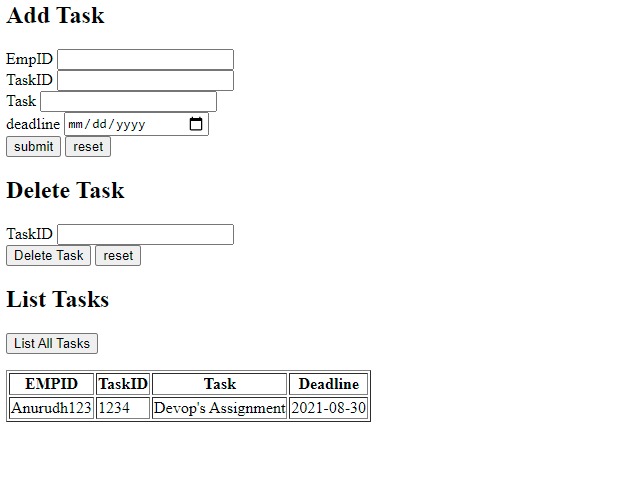 Add Task
EmpID
TaskID
Task
deadline mm/dd/yyyy
submit reset
Delete Task
TaskID
Delete Task reset
List Tasks
List All Tasks
EMPID TaskID Task Deadline
Anurudh123 1234 Devop's Assignment 2021-08-30